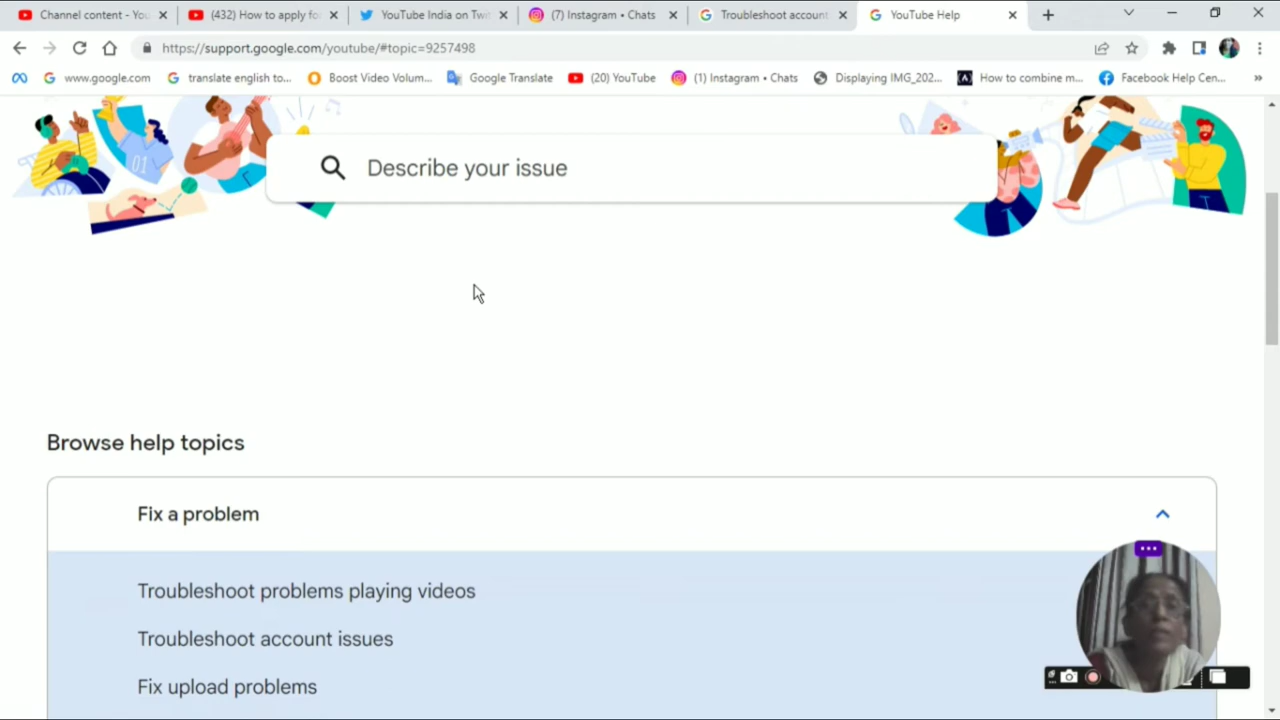 Channel content - You
(432) How to apply fo
YouTube India on Twi
(7) Instagram • Chats
Troubleshoot account
YouTube Help
https://support.google.com/youtube/#topic=9257498
www.google.com
translate english to...
Boost Video Volum...
Google Translate
(20) YouTube
(1) Instagram • Chats
Displaying IMG_202...
How to combine m...
Facebook Help Cen...
01
Describe your issue
Browse help topics
Fix a problem
Troubleshoot problems playing videos
Troubleshoot account issues
Fix upload problems